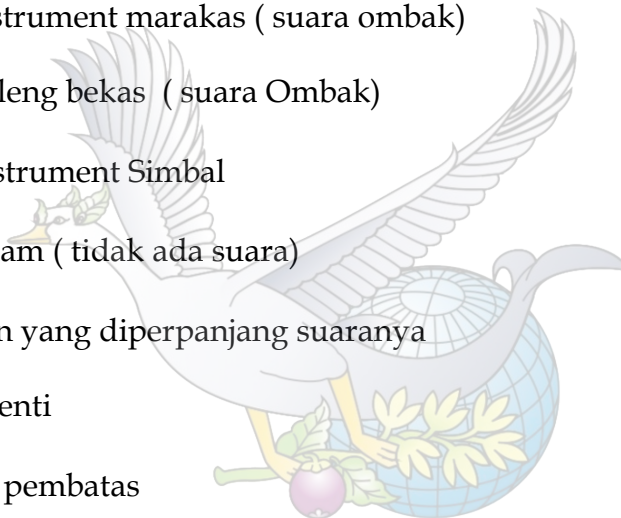 strument marakas ( suara ombak)
leng bekas ( suara Ombak)
strument Simbal
am ( tidak ada suara)
n yang diperpanjang suaranya
enti
pembatas